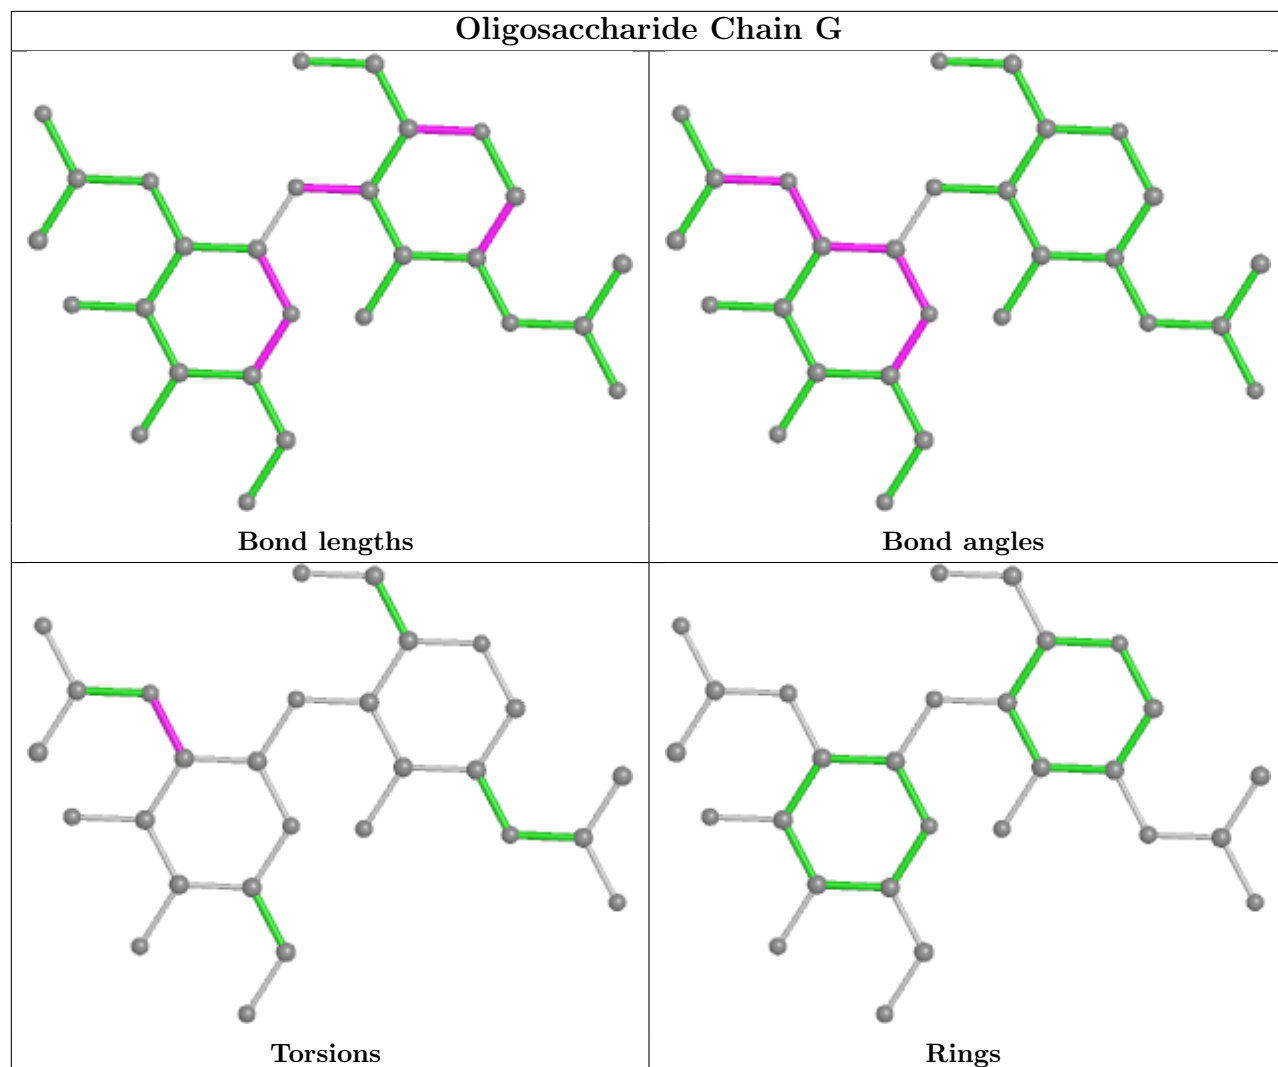 Oligosaccharide Chain G
Bond lengths
Bond angles
Torsions
Rings